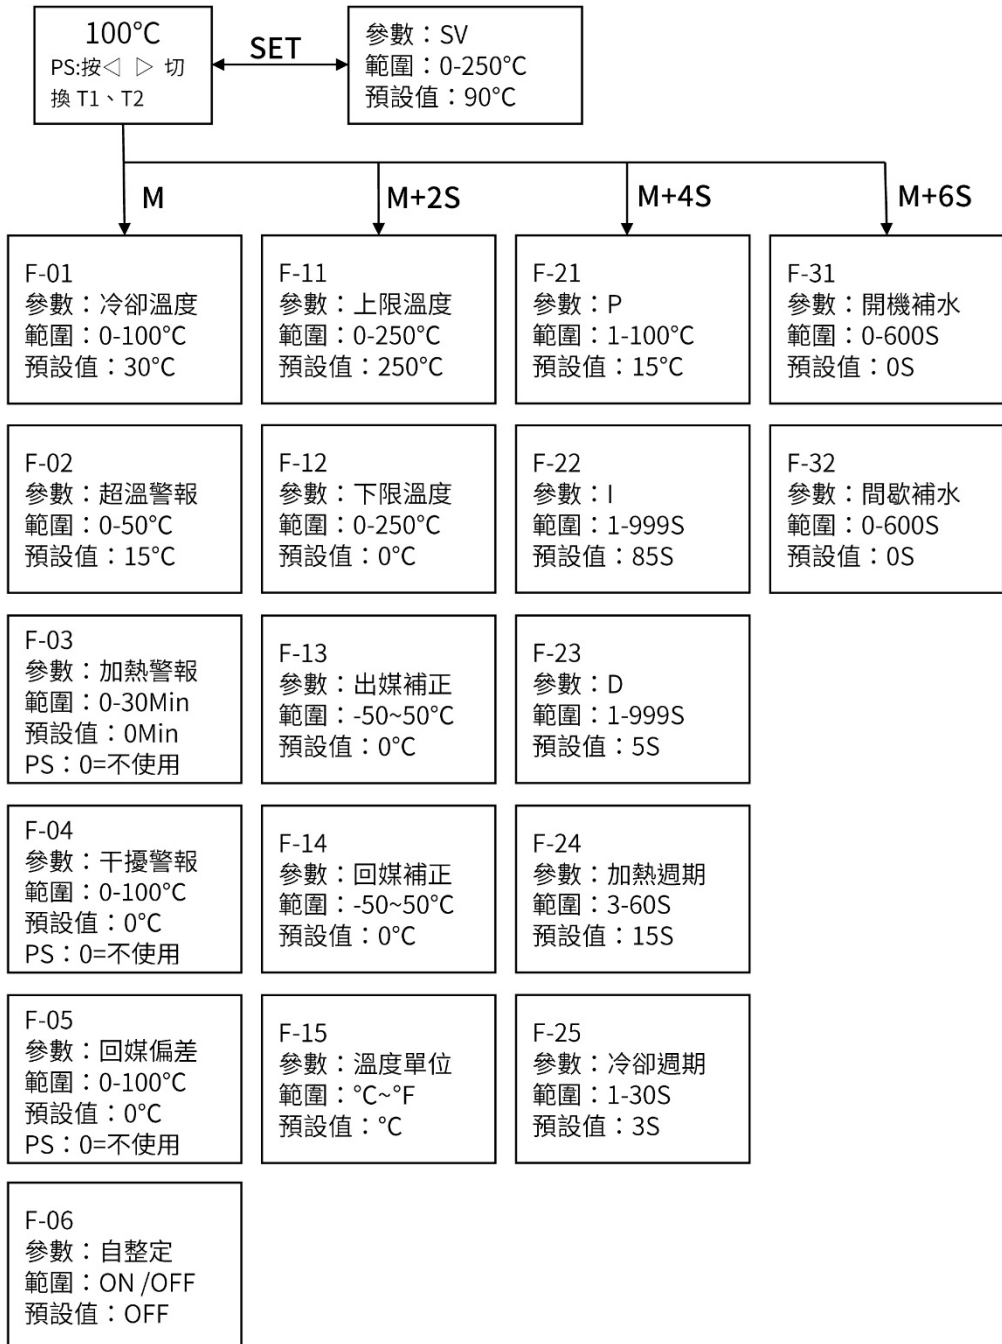 100°C
PS:按◁ ▷ 切
換 T1、T2
SET
參數：SV
範圍：0-250°C
預設值：90°C
M
M+2S
M+4S
M+6S
F-01
參數：冷卻溫度
範圍：0-100°C
預設值：30°C
F-11
參數：上限溫度
範圍：0-250°C
預設值：250°C
F-21
參數：P
範圍：1-100°C
預設值：15°C
F-31
參數：開機補水
範圍：0-600S
預設值：0S
F-02
參數：超溫警報
範圍：0-50°C
預設值：15°C
F-12
參數：下限溫度
範圍：0-250°C
預設值：0°C
F-22
參數：I
範圍：1-999S
預設值：85S
F-32
參數：間歇補水
範圍：0-600S
預設值：0S
F-03
參數：加熱警報
範圍：0-30Min
預設值：0Min
PS：0=不使用
F-13
參數：出媒補正
範圍：-50~50°C
預設值：0°C
F-23
參數：D
範圍：1-999S
預設值：5S
F-04
參數：干擾警報
範圍：0-100°C
預設值：0°C
PS：0=不使用
F-14
參數：回媒補正
範圍：-50~50°C
預設值：0°C
F-24
參數：加熱週期
範圍：3-60S
預設值：15S
F-05
參數：回媒偏差
範圍：0-100°C
預設值：0°C
PS：0=不使用
F-15
參數：溫度單位
範圍：°C~°F
預設值：°C
F-25
參數：冷卻週期
範圍：1-30S
預設值：3S
F-06
參數：自整定
範圍：ON /OFF
預設值：OFF